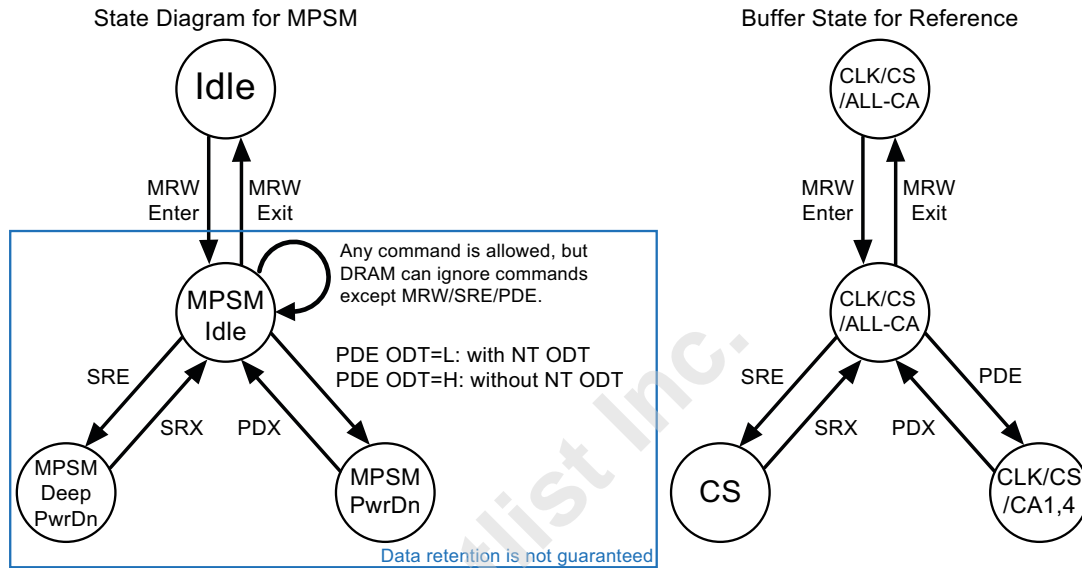 State Diagram for MPSM
Idle
MRW
Enter
MRW
Exit
Any command is allowed, but
DRAM can ignore commands
except MRW/SRE/PDE.
MPSM
Idle
PDE ODT=L: with NT ODT
PDE ODT=H: without NT ODT
SRE
SRX
PDX
MPSM
Deep
PwrDn
MPSM
PwrDn
Data retention is not guaranteed
Buffer State for Reference
CLK/CS
/ALL-CA
MRW
Enter
MRW
Exit
CLK/CS
/ALL-CA
SRE
PDE
SRX
PDX
CS
CLK/CS
/CA1,4
Inc.